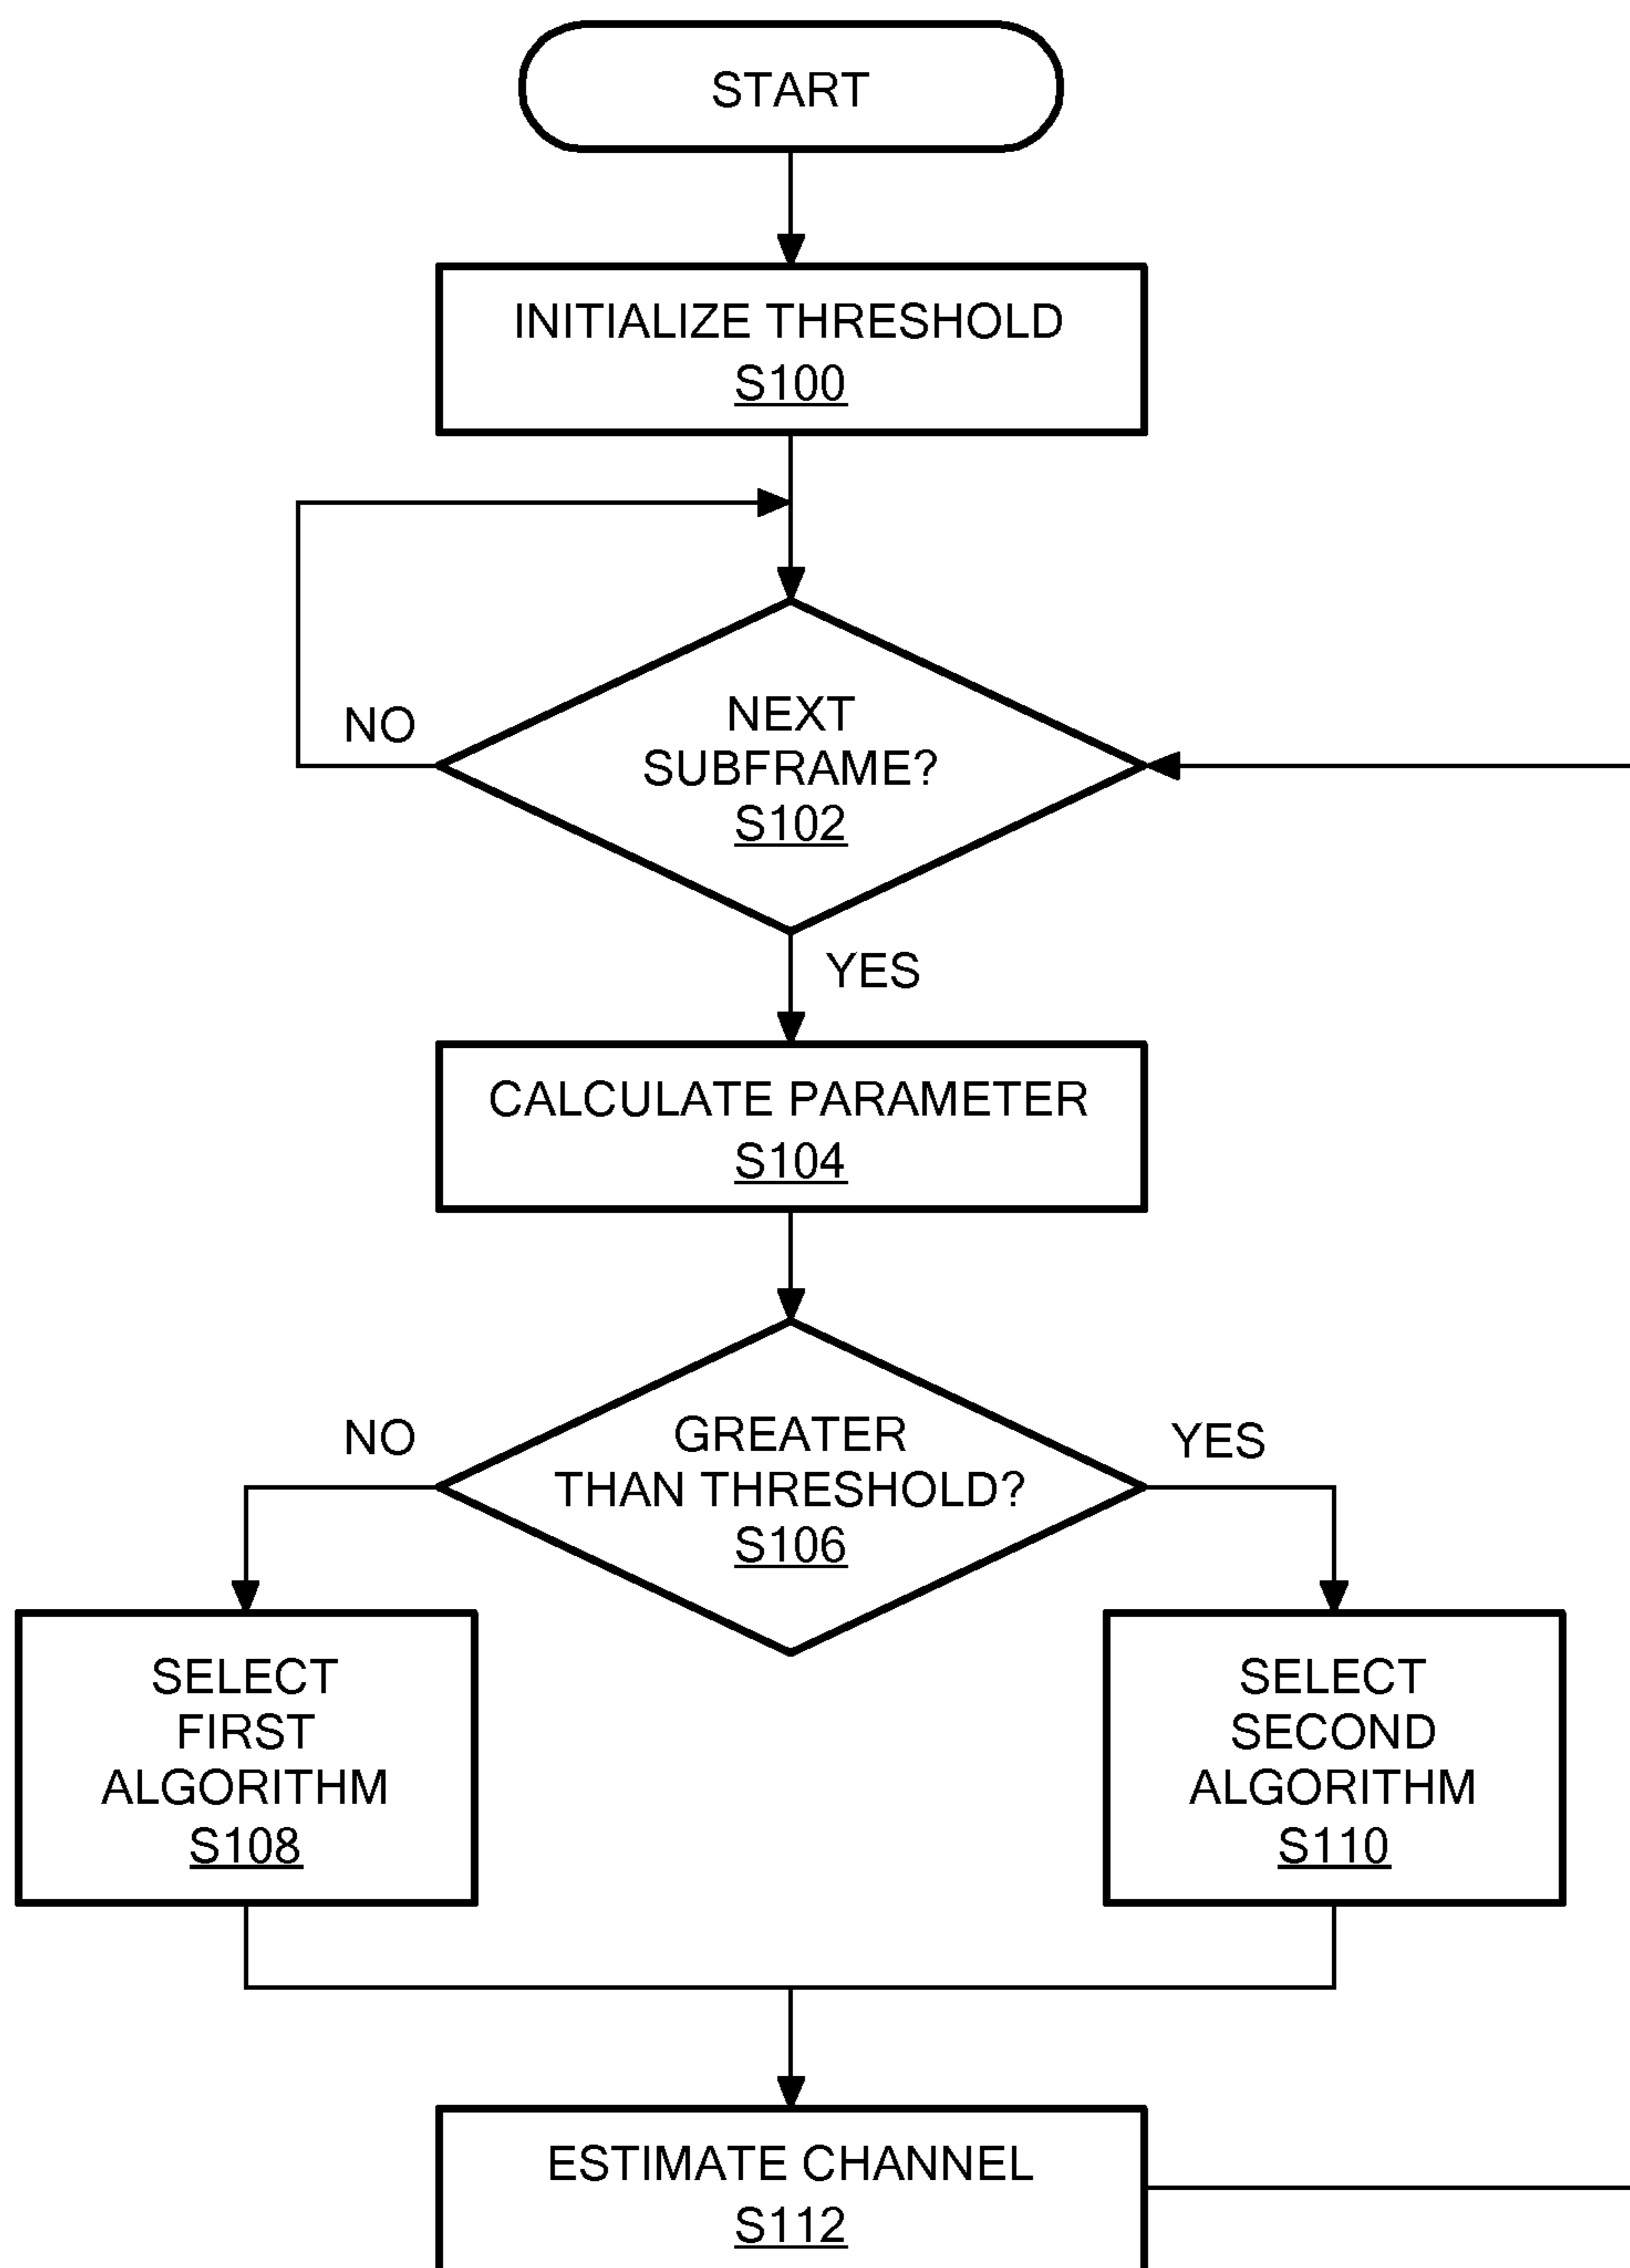 START
INITIALIZE THRESHOLD
S100
NO
NEXT
SUBFRAME?
S102
YES
CALCULATE PARAMETER
S104
NO
GREATER
THAN THRESHOLD?
S106
YES
SELECT
FIRST
ALGORITHM
S108
SELECT
SECOND
ALGORITHM
S110
ESTIMATE CHANNEL
S112